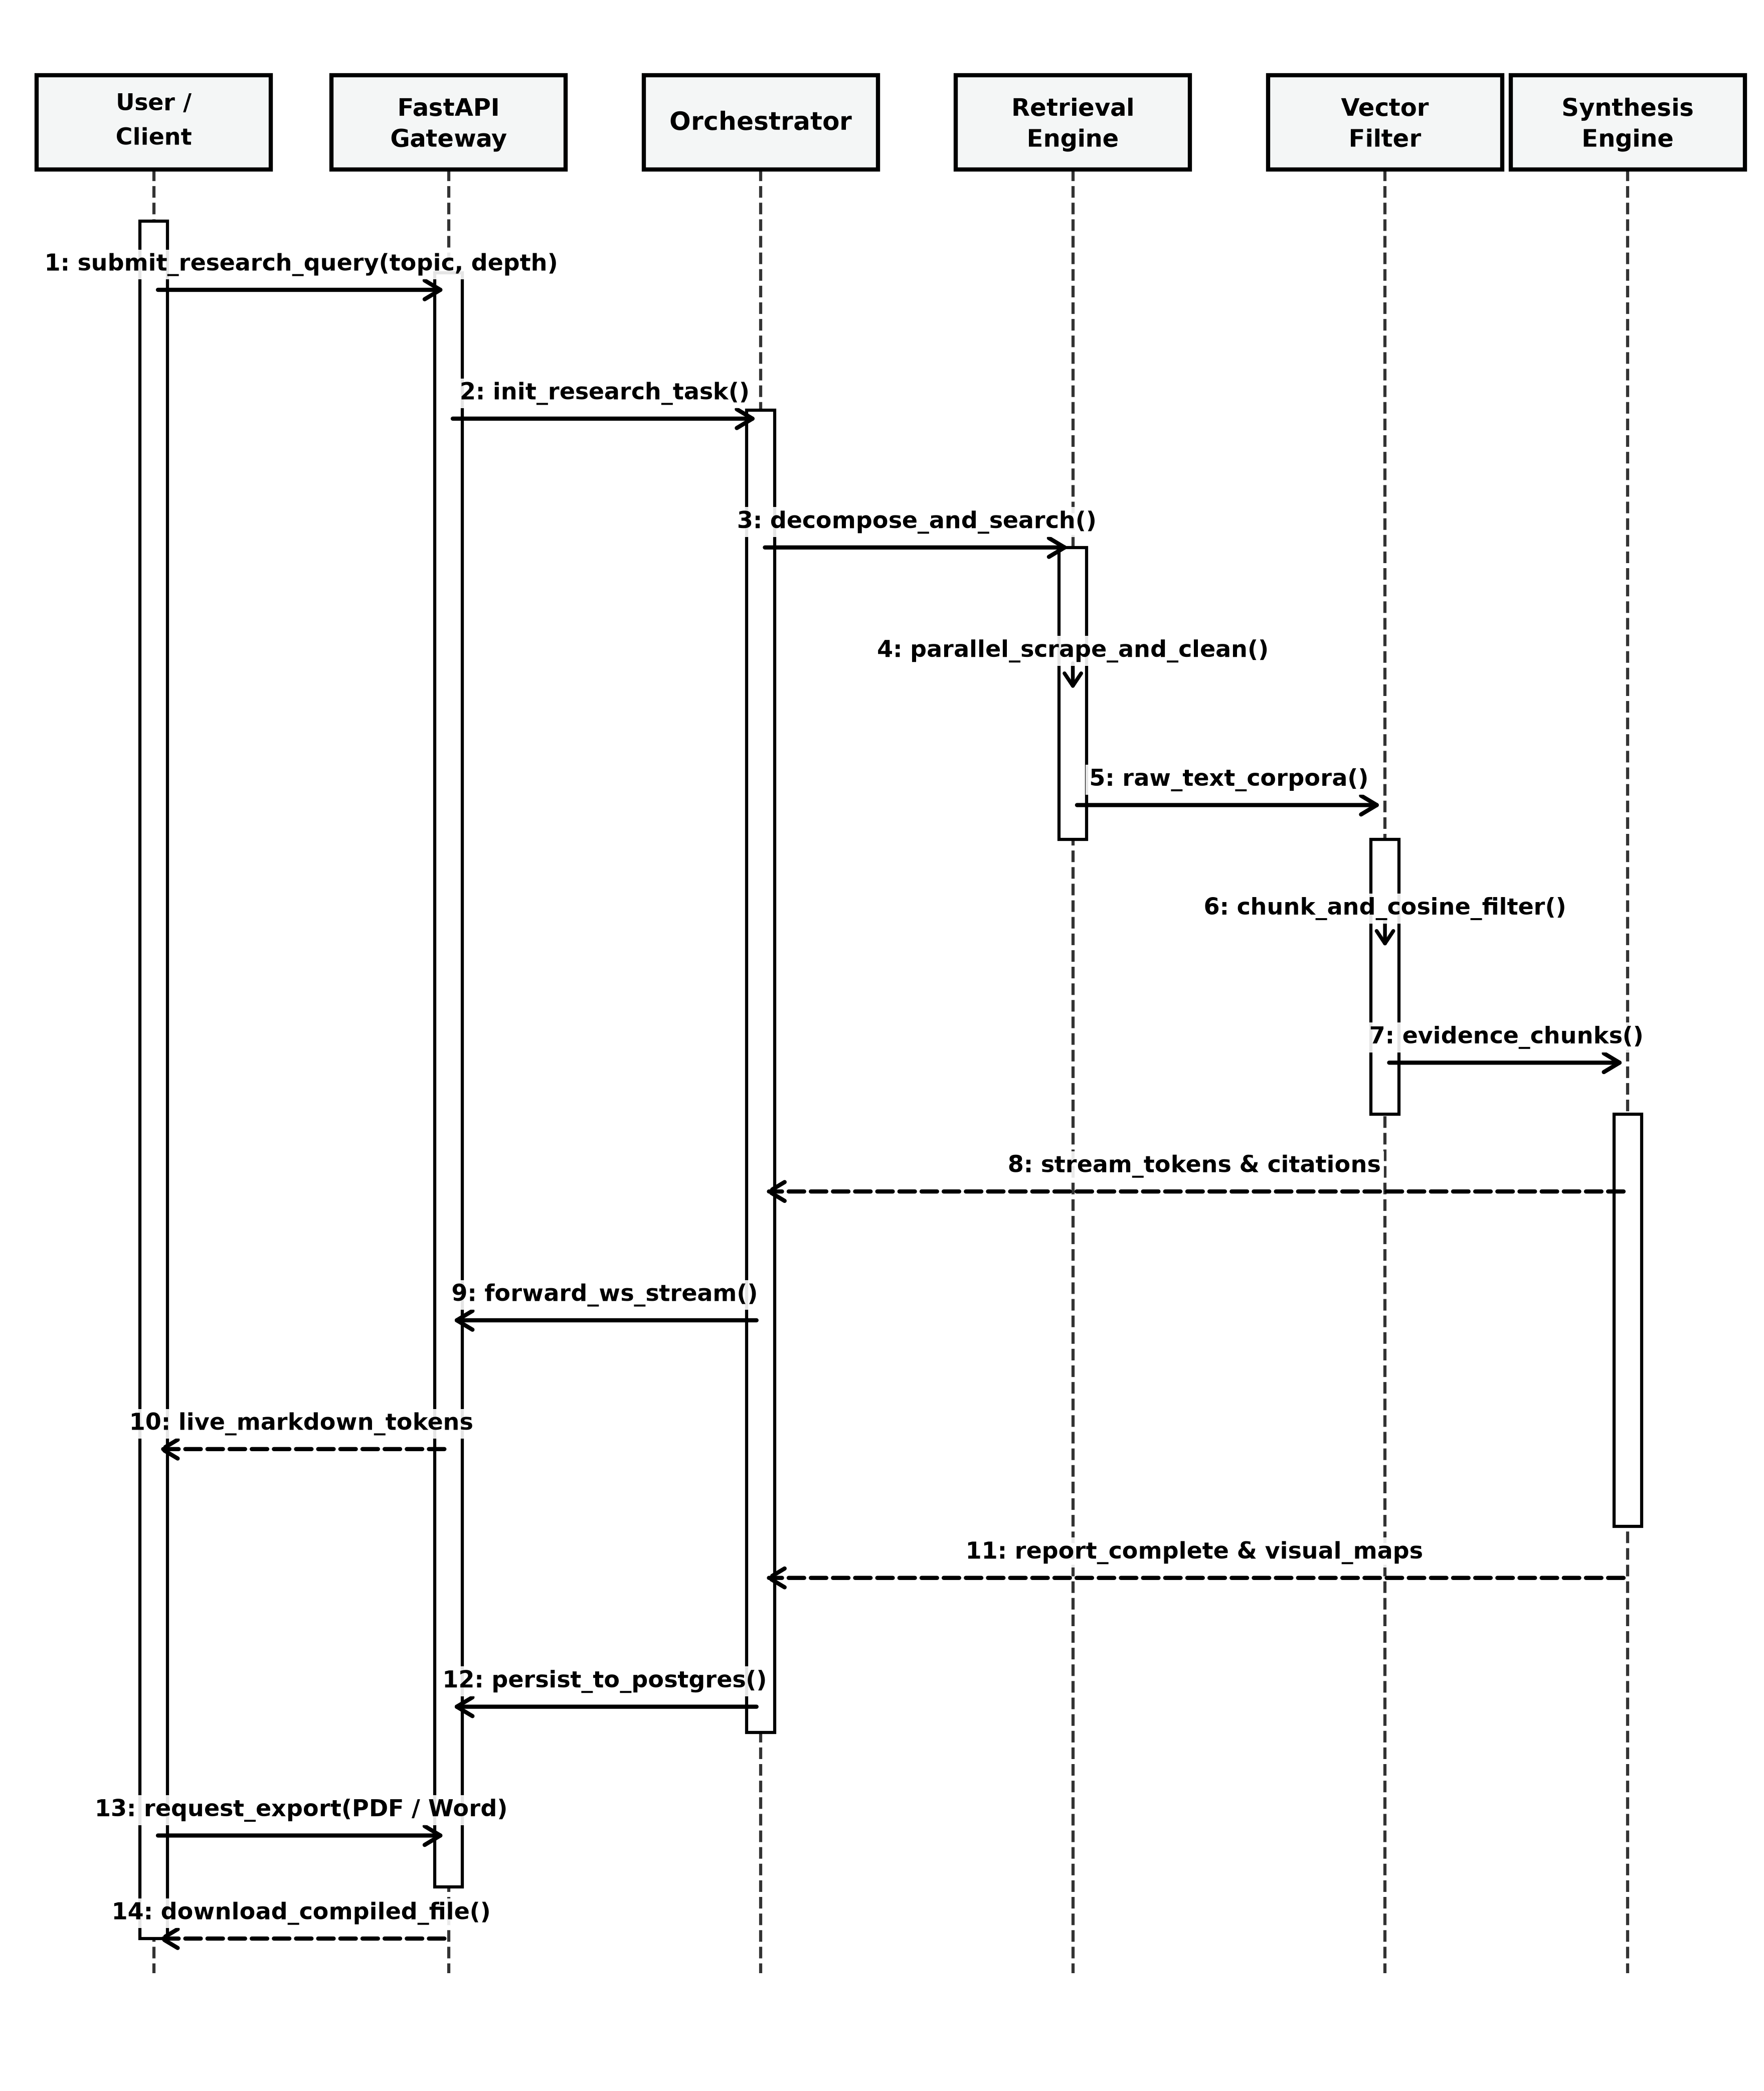 User /
Client
FastAPI
Gateway
Orchestrator
Retrieval
Engine
Vector
Filter
Synthesis
Engine
1: submit_research_query(topic, depth)
2: init_research_task()
3: decompose_and_search()
4: parallel_scrape_and_clean()
5: raw_text_corpora()
6: chunk_and_cosine_filter()
7: evidence_chunks()
8: stream_tokens & citations
9: forward_ws_stream()
10: live_markdown_tokens
11: report_complete & visual_maps
12: persist_to_postgres()
13: request_export(PDF / Word)
14: download_compiled_file()